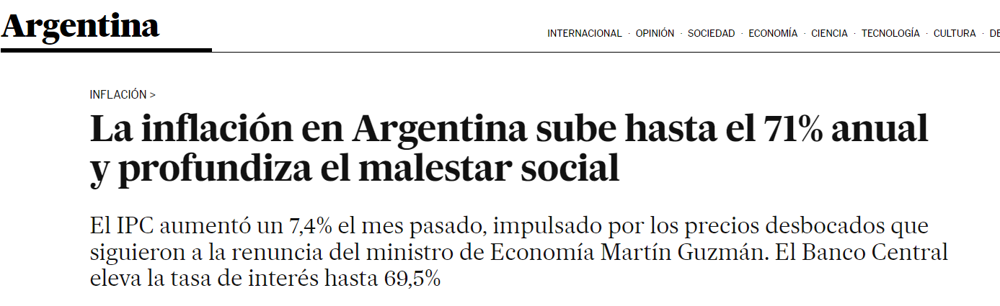 Argentina
INTERNACIONAL · OPINIÓN · SOCIEDAD · ECONOMÍA · CIENCIA · TECNOLOGÍA · CULTURA · DE
INFLACIÓN >
La inflación en Argentina sube hasta el 71% anual
y profundiza el malestar social
El IPC aumentó un 7,4% el mes pasado, impulsado por los precios desbocados que
siguieron a la renuncia del ministro de Economía Martín Guzmán. El Banco Central
eleva la tasa de interés hasta 69,5%